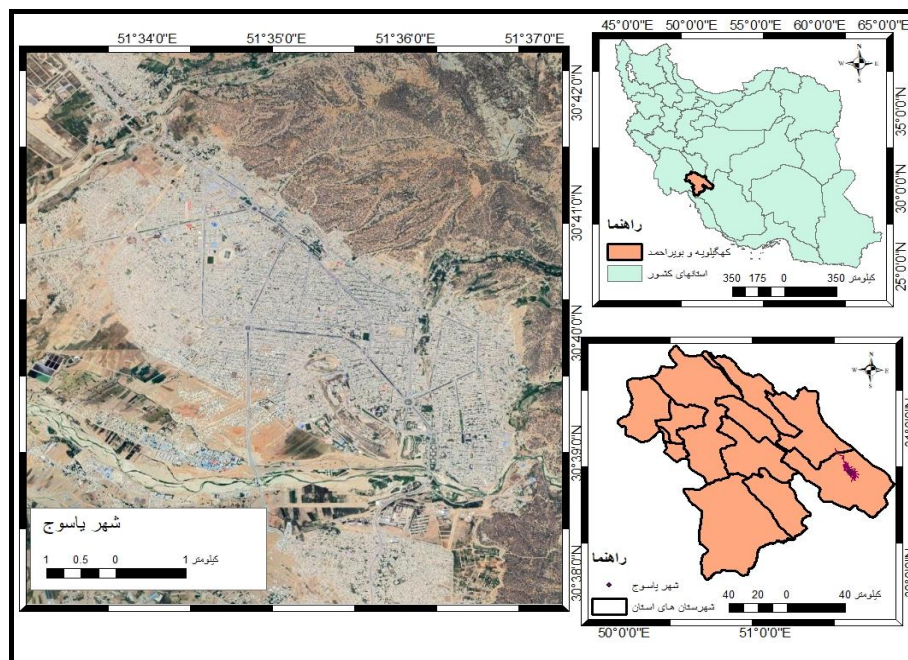 51°34'0"E 51°35'0"E 51°36'0"E 51°37'0"E
30°42'0"N
30°41'0"N
30°40'0"N
30°39'0"N
30°38'0"N
شهر یاسوج
1 0.5 0 1 کیلومتر
45°0'0"E 50°0'0"E 55°0'0"E 60°0'0"E 65°0'0"E
N
W E
S
35°0'0"N
30°0'0"N
25°0'0"N
راهنما
کهگیلویه و بویراحمد
استانهای کشور
350 175 0 350 کیلومتر
N
W E
S
راهنما
شهر یاسوج
شهرستان های استان
40 20 0 40 کیلومتر
50°0'0"E 51°0'0"E